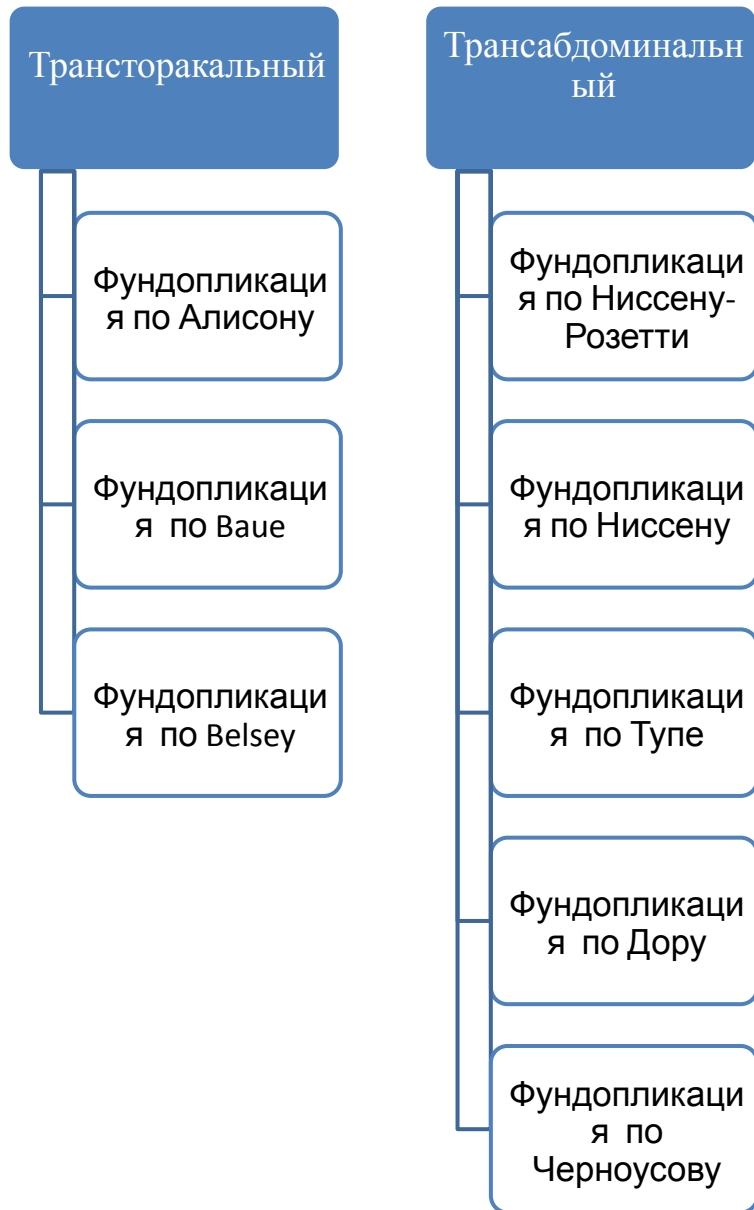 Трансторакальный
Фундопликаци
я по Алисону
Фундопликаци
я по Baue
Фундопликаци
я по Belsey
Трансабдоминальн
ый
Фундопликаци
я по Ниссену-
Розетти
Фундопликаци
я по Ниссену
Фундопликаци
я по Тупе
Фундопликаци
я по Дору
Фундопликаци
я по
Черноусову